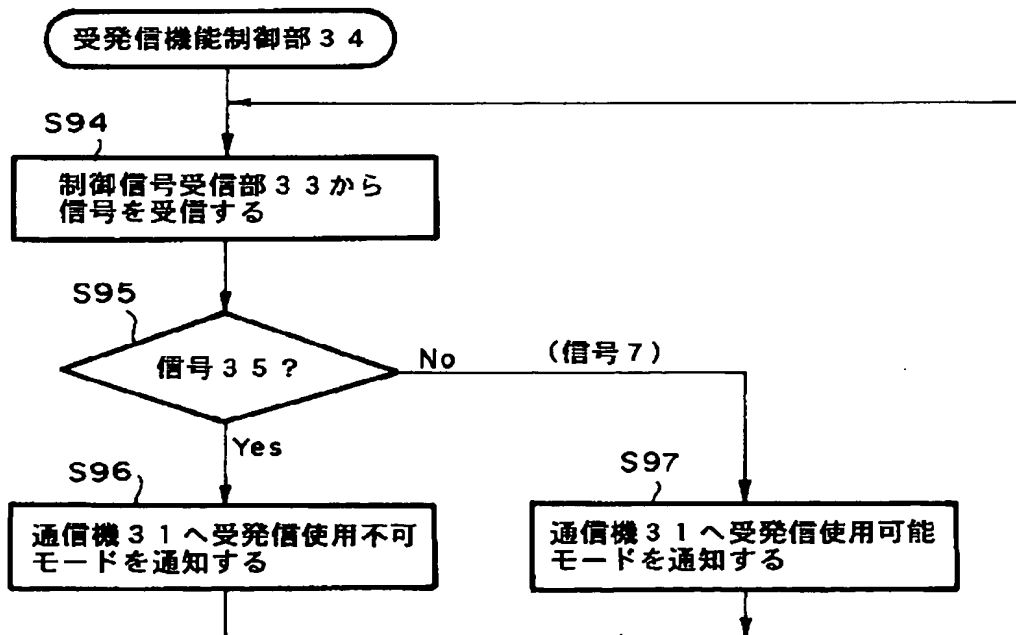 受発信機能制御部３４
S94
制御信号受信部３３から
信号を受信する
S95
信号３５？
No
(信号７)
Yes
S96
通信機３１へ受発信使用不可
モードを通知する
S97
通信機３１へ受発信使用可能
モードを通知する